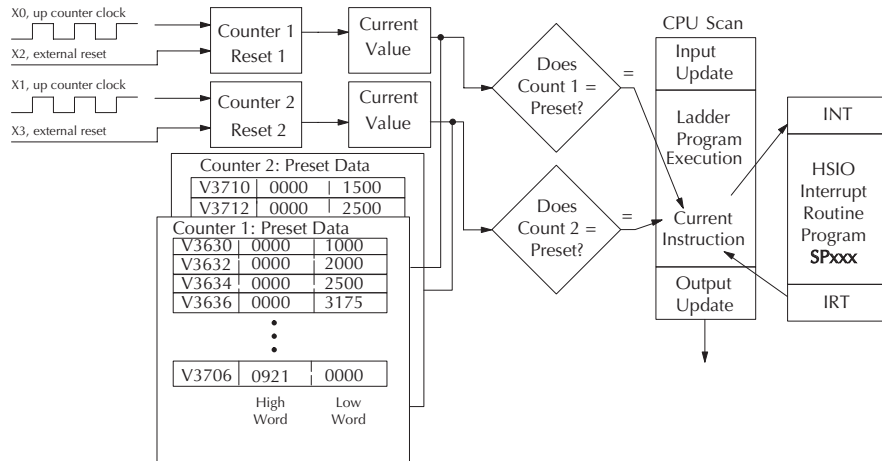 X0, up counter clock
X2, external reset
Counter 1
Reset 1
Current
Value
X1, up counter clock
X3, external reset
Counter 2
Reset 2
Current
Value
Counter 2: Preset Data
V3710 0000 1500
V3712 0000 2500
Counter 1: Preset Data
V3630 0000 1000
V3632 0000 2000
V3634 0000 2500
V3636 0000 3175
V3706 0921 0000
High
Word
Low
Word
Does
Count 1 =
Preset?
=
Does
Count 2 =
Preset?
=
CPU Scan
Input
Update
Ladder
Program
Execution
Current
Instruction
Output
Update
INT
HSIO
Interrupt
Routine
Program
SPxxx
IRT